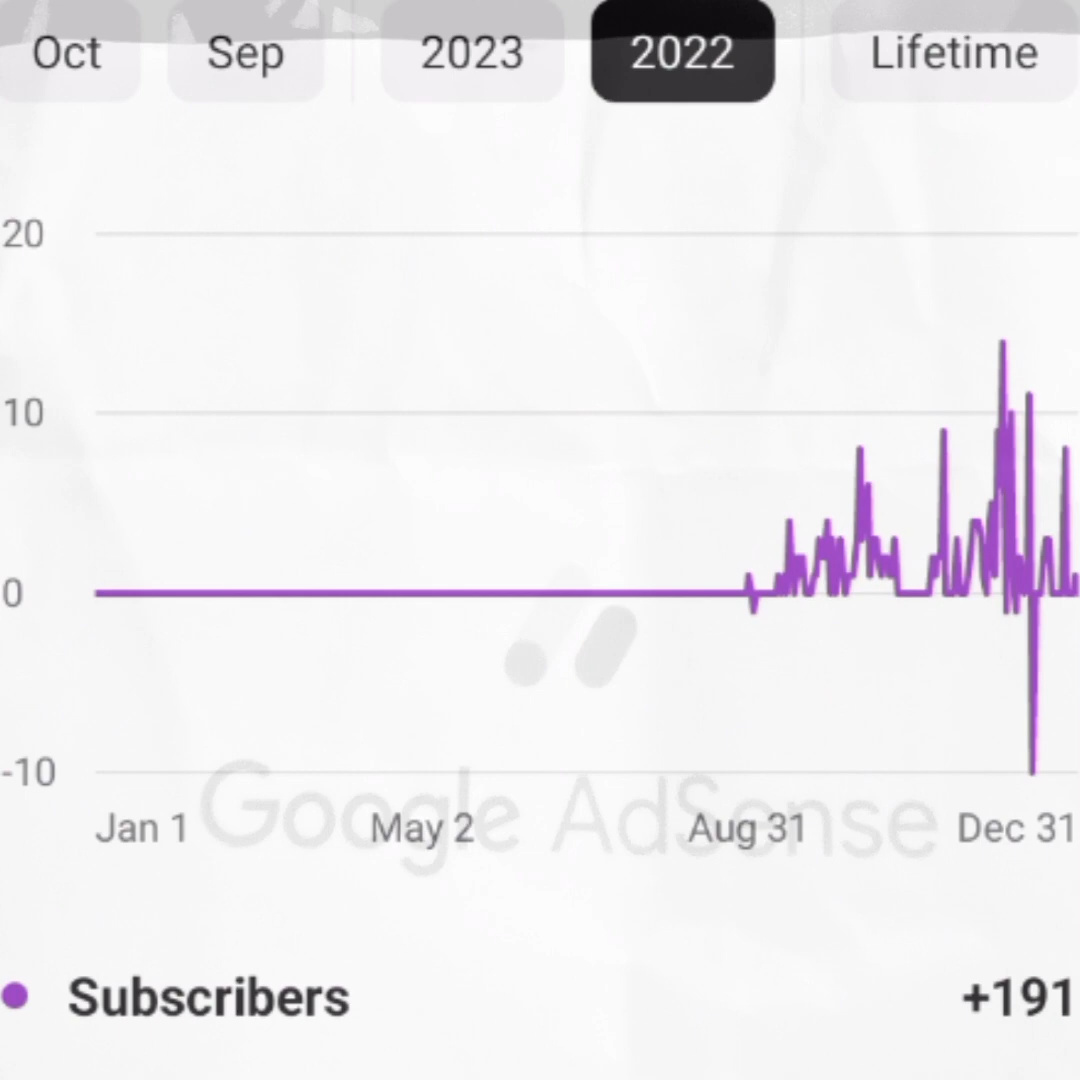 Oct Sep 2023 2022 Lifetime
20
10
0
-10
Jan 1 May 2 Aug 31 Dec 31
Google AdSense
Subscribers +191